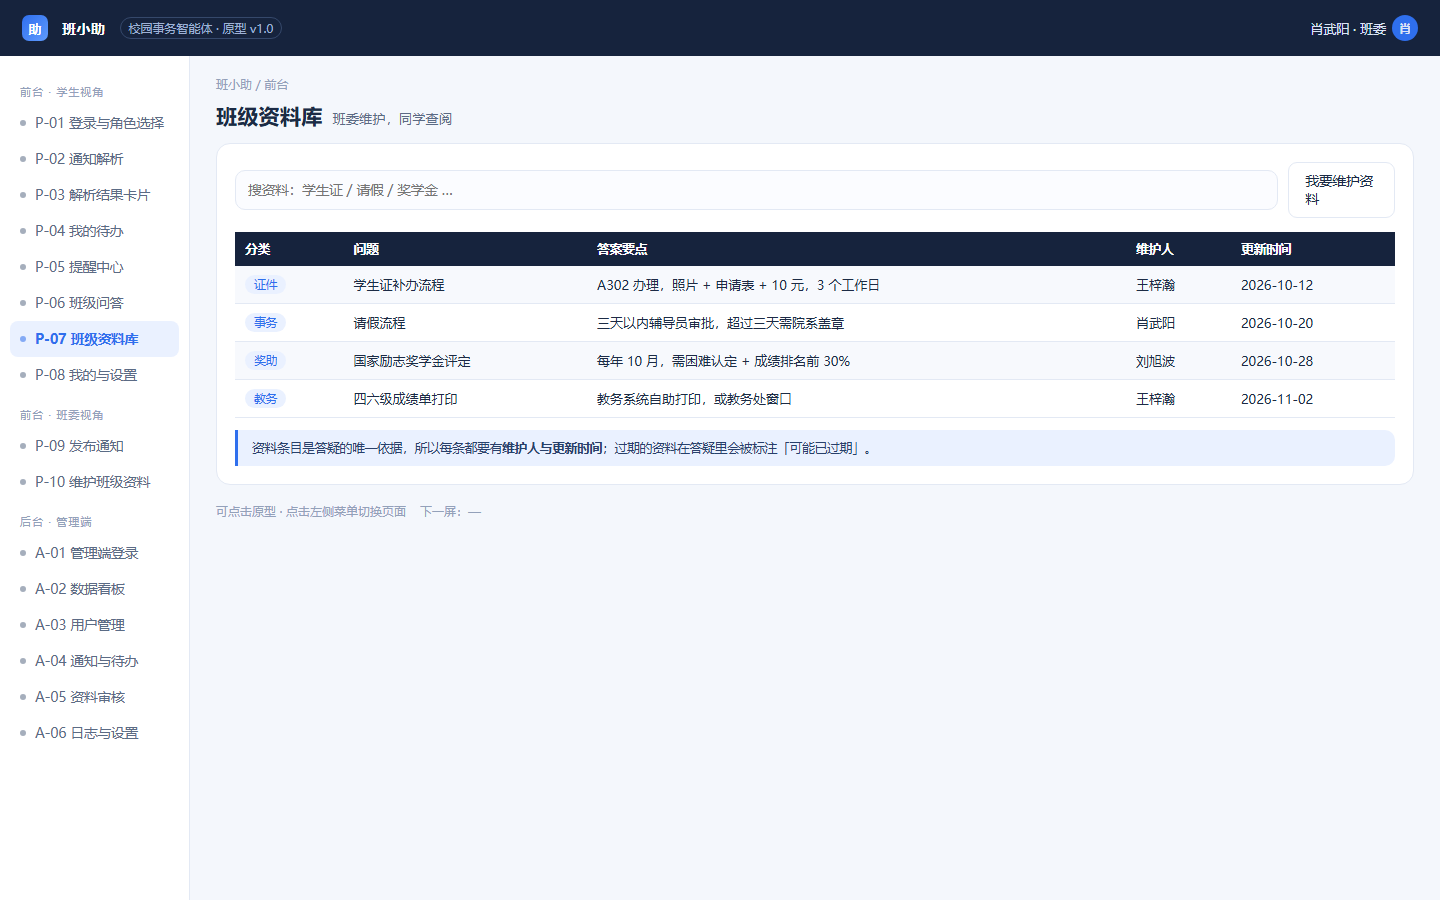 助 班小助 校园事务智能体 · 原型 v1.0 肖武阳 · 班委 肖
前台 · 学生视角
P-01 登录与角色选择
P-02 通知解析
P-03 解析结果卡片
P-04 我的待办
P-05 提醒中心
P-06 班级问答
P-07 班级资料库
P-08 我的与设置
前台 · 班委视角
P-09 发布通知
P-10 维护班级资料
后台 · 管理端
A-01 管理端登录
A-02 数据看板
A-03 用户管理
A-04 通知与待办
A-05 资料审核
A-06 日志与设置
班小助 / 前台
班级资料库 班委维护，同学查阅
搜资料：学生证 / 请假 / 奖学金 ...
我要维护资
料
分类 问题 答案要点 维护人 更新时间
证件 学生证补办流程 A302 办理，照片 + 申请表 + 10 元，3 个工作日 王梓瀚 2026-10-12
事务 请假流程 三天以内辅导员审批，超过三天需院系盖章 肖武阳 2026-10-20
奖助 国家励志奖学金评定 每年 10 月，需困难认定 + 成绩排名前 30% 刘旭波 2026-10-28
教务 四六级成绩单打印 教务系统自助打印，或教务处窗口 王梓瀚 2026-11-02
资料条目是答疑的唯一依据，所以每条都要有维护人与更新时间；过期的资料在答疑里会被标注「可能已过期」。
可点击原型 · 点击左侧菜单切换页面 下一屏：—